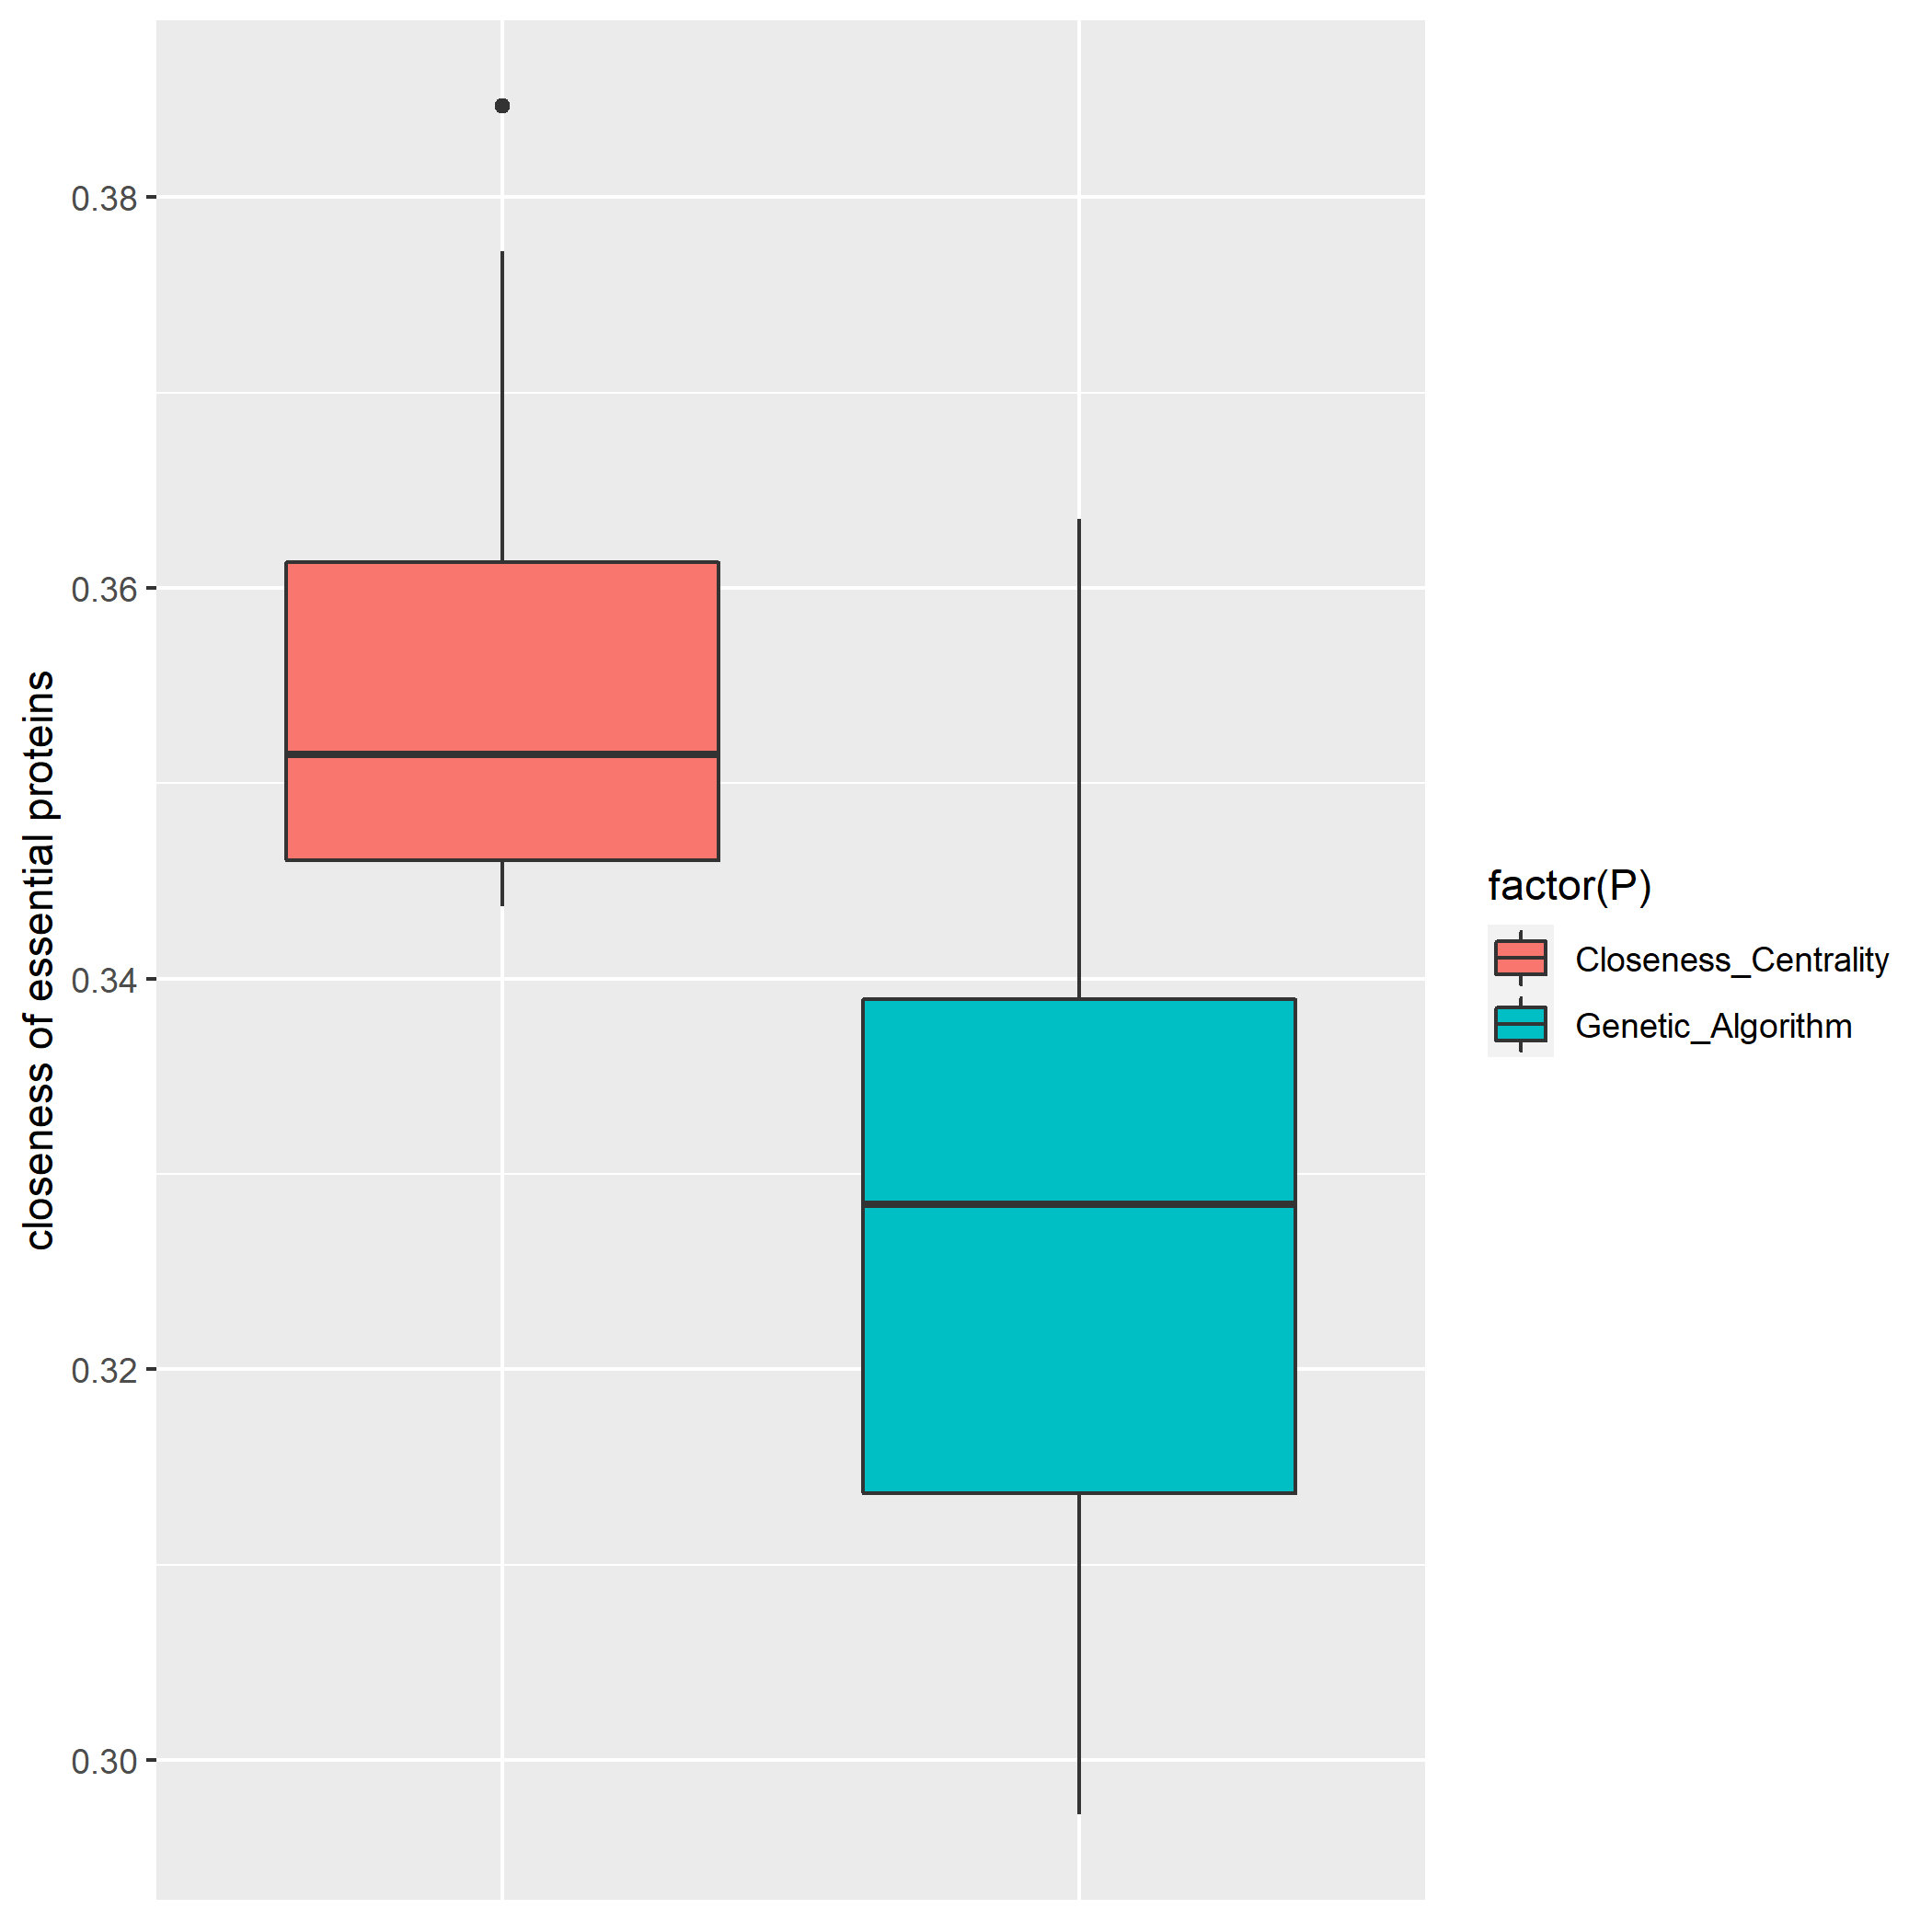 closeness of essential proteins
0.38
0.36
0.34
0.32
0.30
factor(P)
Closeness_Centrality
Genetic_Algorithm